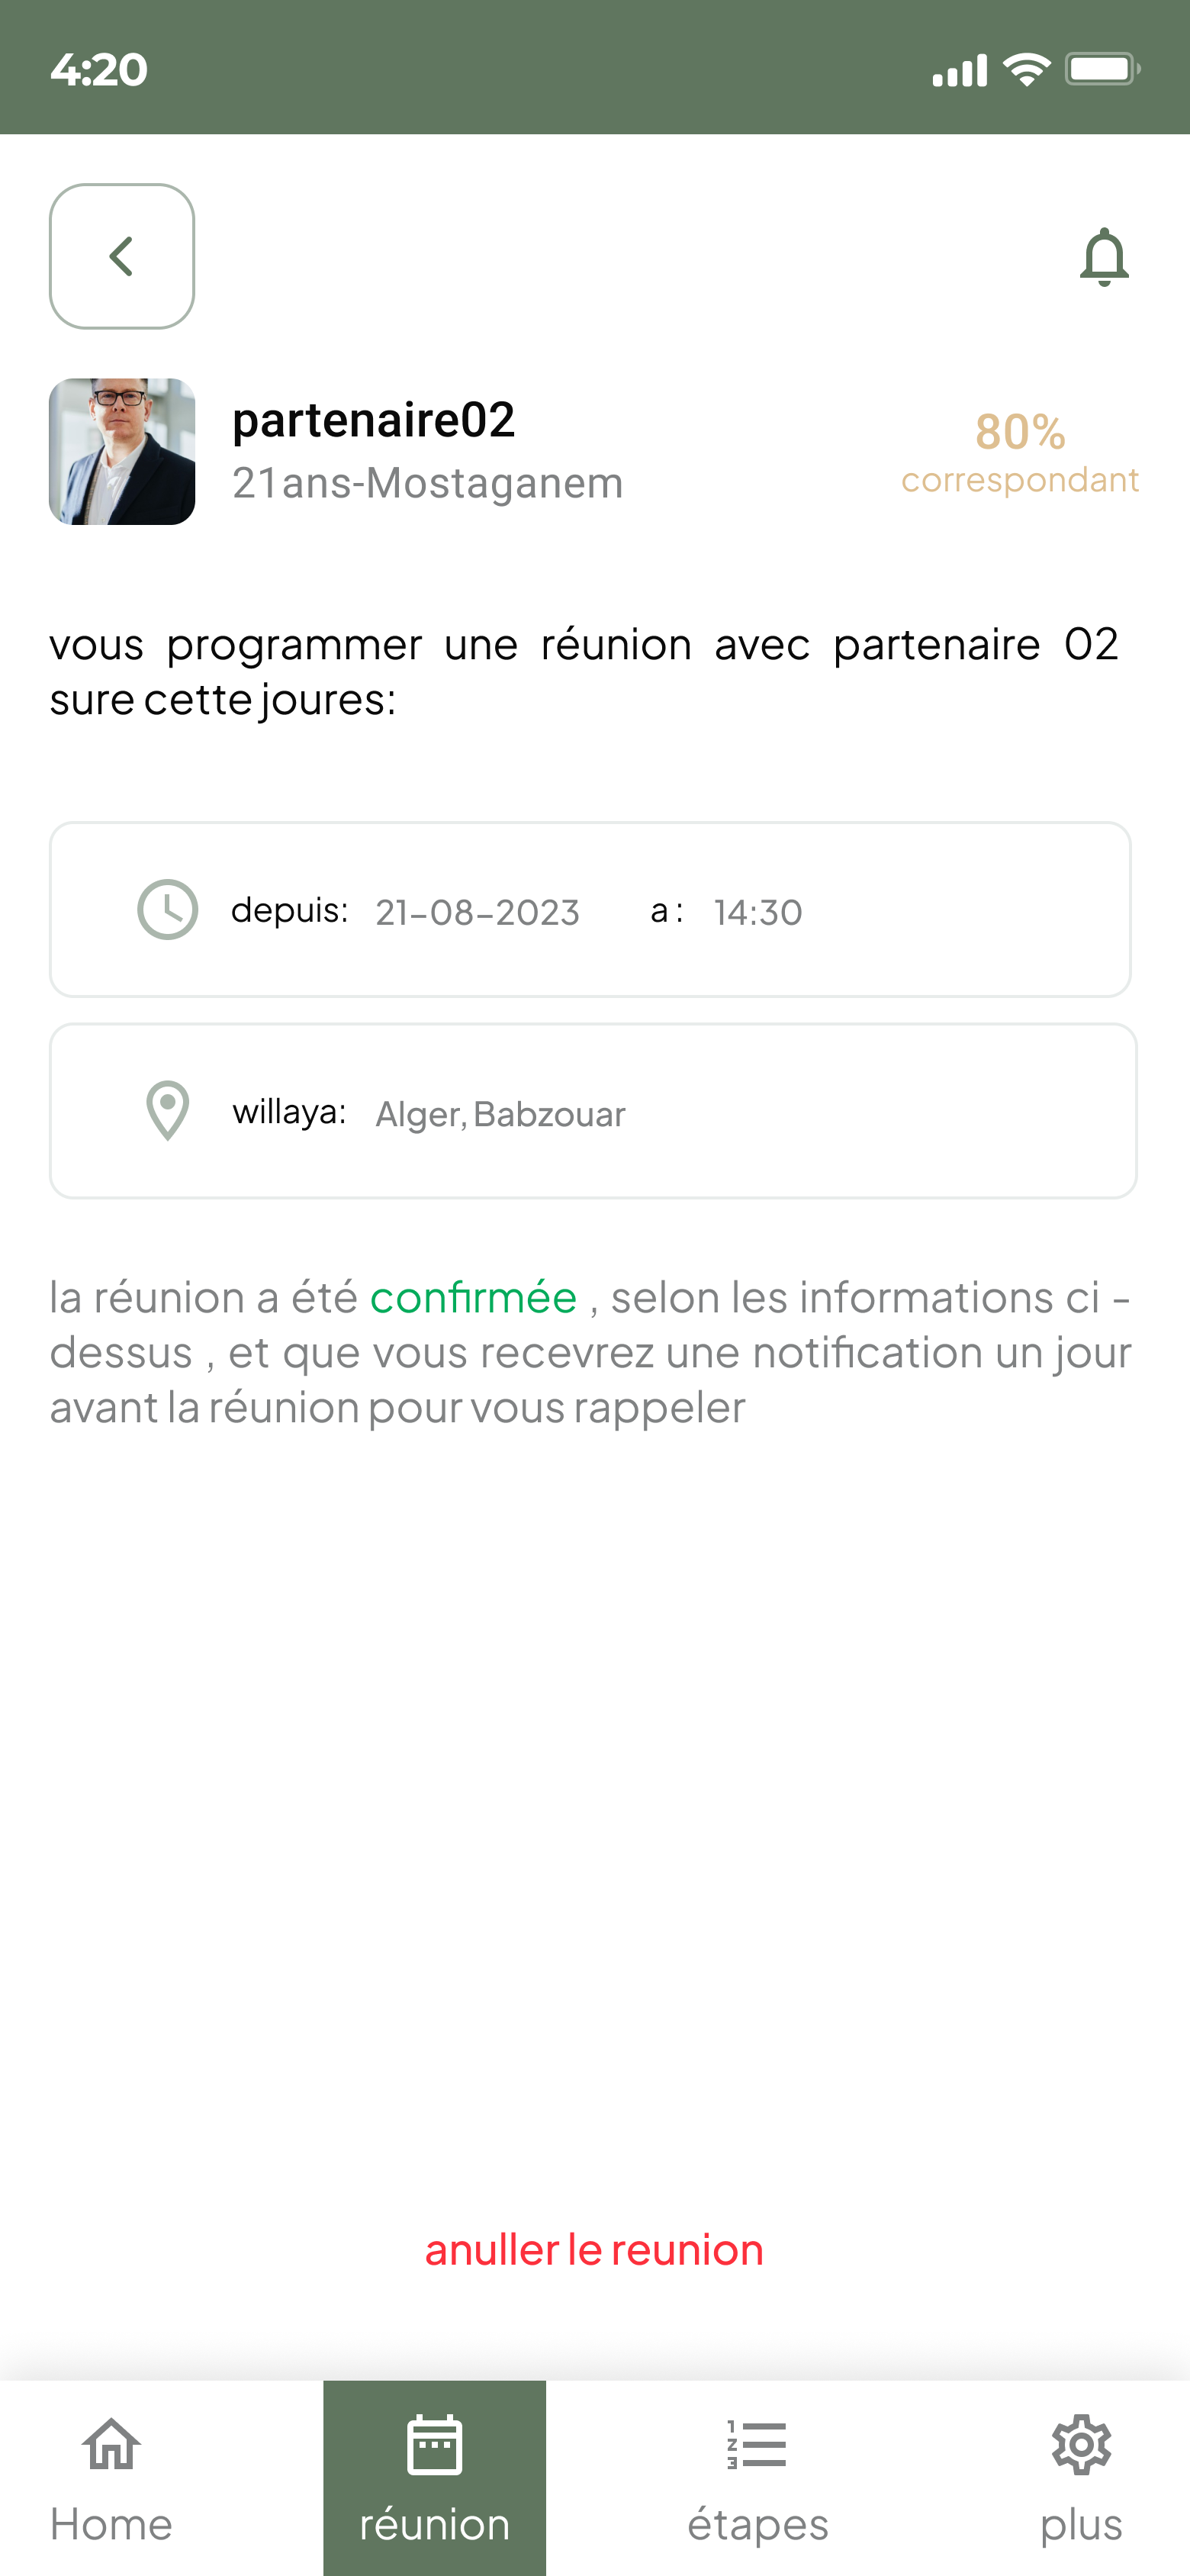 4:20
partenaire02
21ans-Mostaganem
80%
correspondant
vous programmer une réunion avec partenaire 02
sure cette joures:
depuis: 21-08-2023 a : 14:30
willaya: Alger, Babzouar
la réunion a été confirmée , selon les informations ci -
dessus , et que vous recevrez une notification un jour
avant la réunion pour vous rappeler
anuller le reunion
Home réunion étapes plus